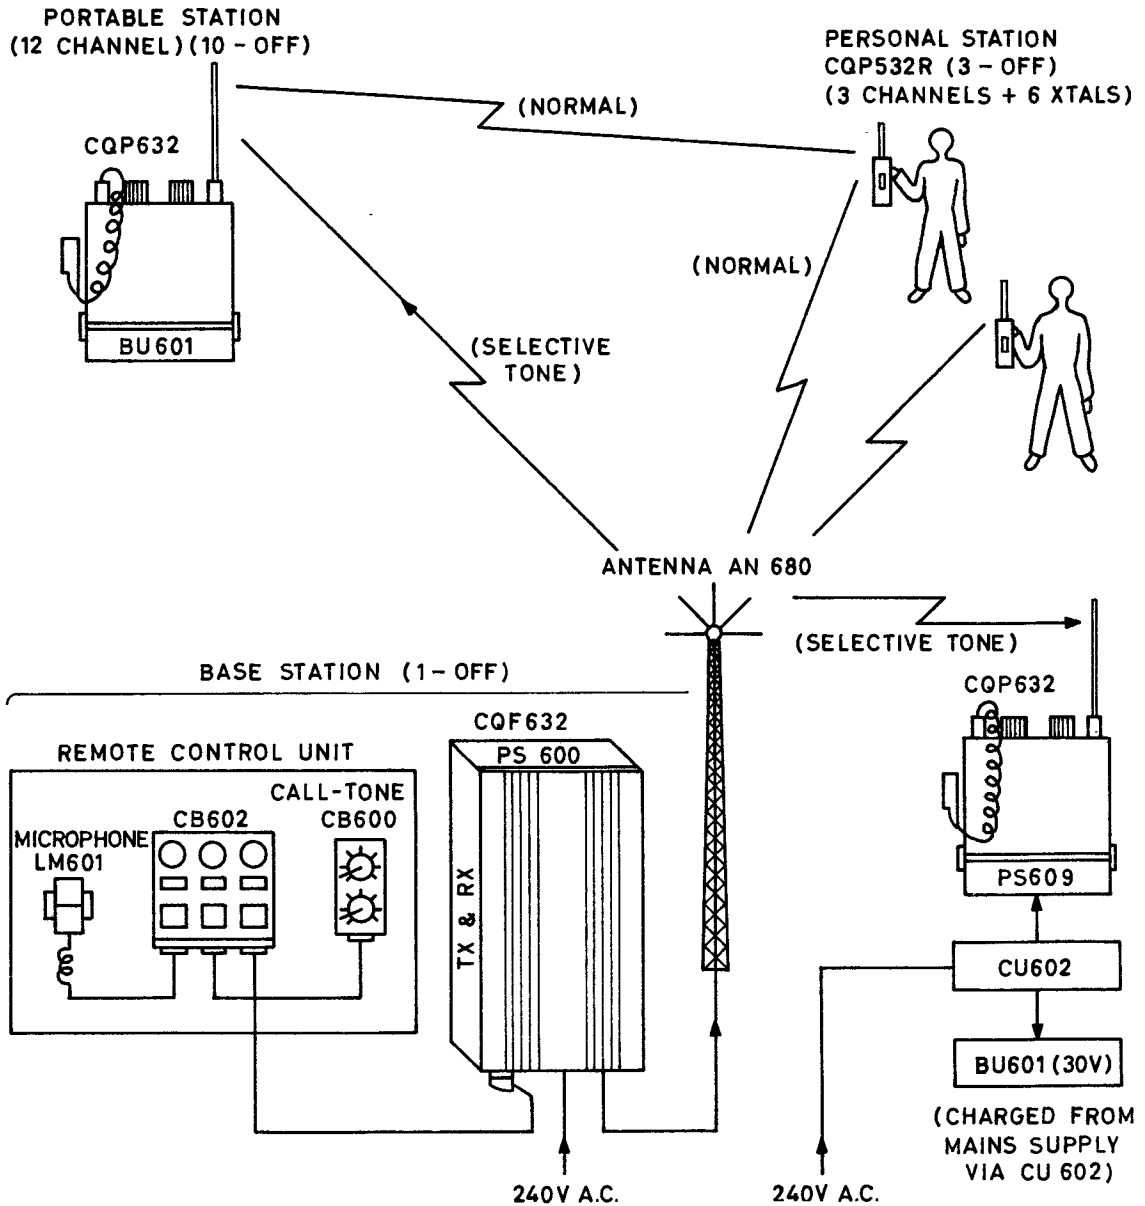 PORTABLE STATION
(12 CHANNEL)(10-OFF)
PERSONAL STATION
CQP532R (3-OFF)
(3 CHANNELS + 6 XTALS)
(NORMAL)
CQP632
(NORMAL)
BU601
(SELECTIVE
TONE)
ANTENNA AN 680
(SELECTIVE TONE)
BASE STATION (1-OFF)
CQP632
CQF632
PS 600
REMOTE CONTROL UNIT
CALL-TONE
CB600
CB602
MICROPHONE
LM601
TX & RX
PS609
CU602
BU601 (30V)
(CHARGED FROM
MAINS SUPPLY
VIA CU 602)
240V A.C.
240V A.C.